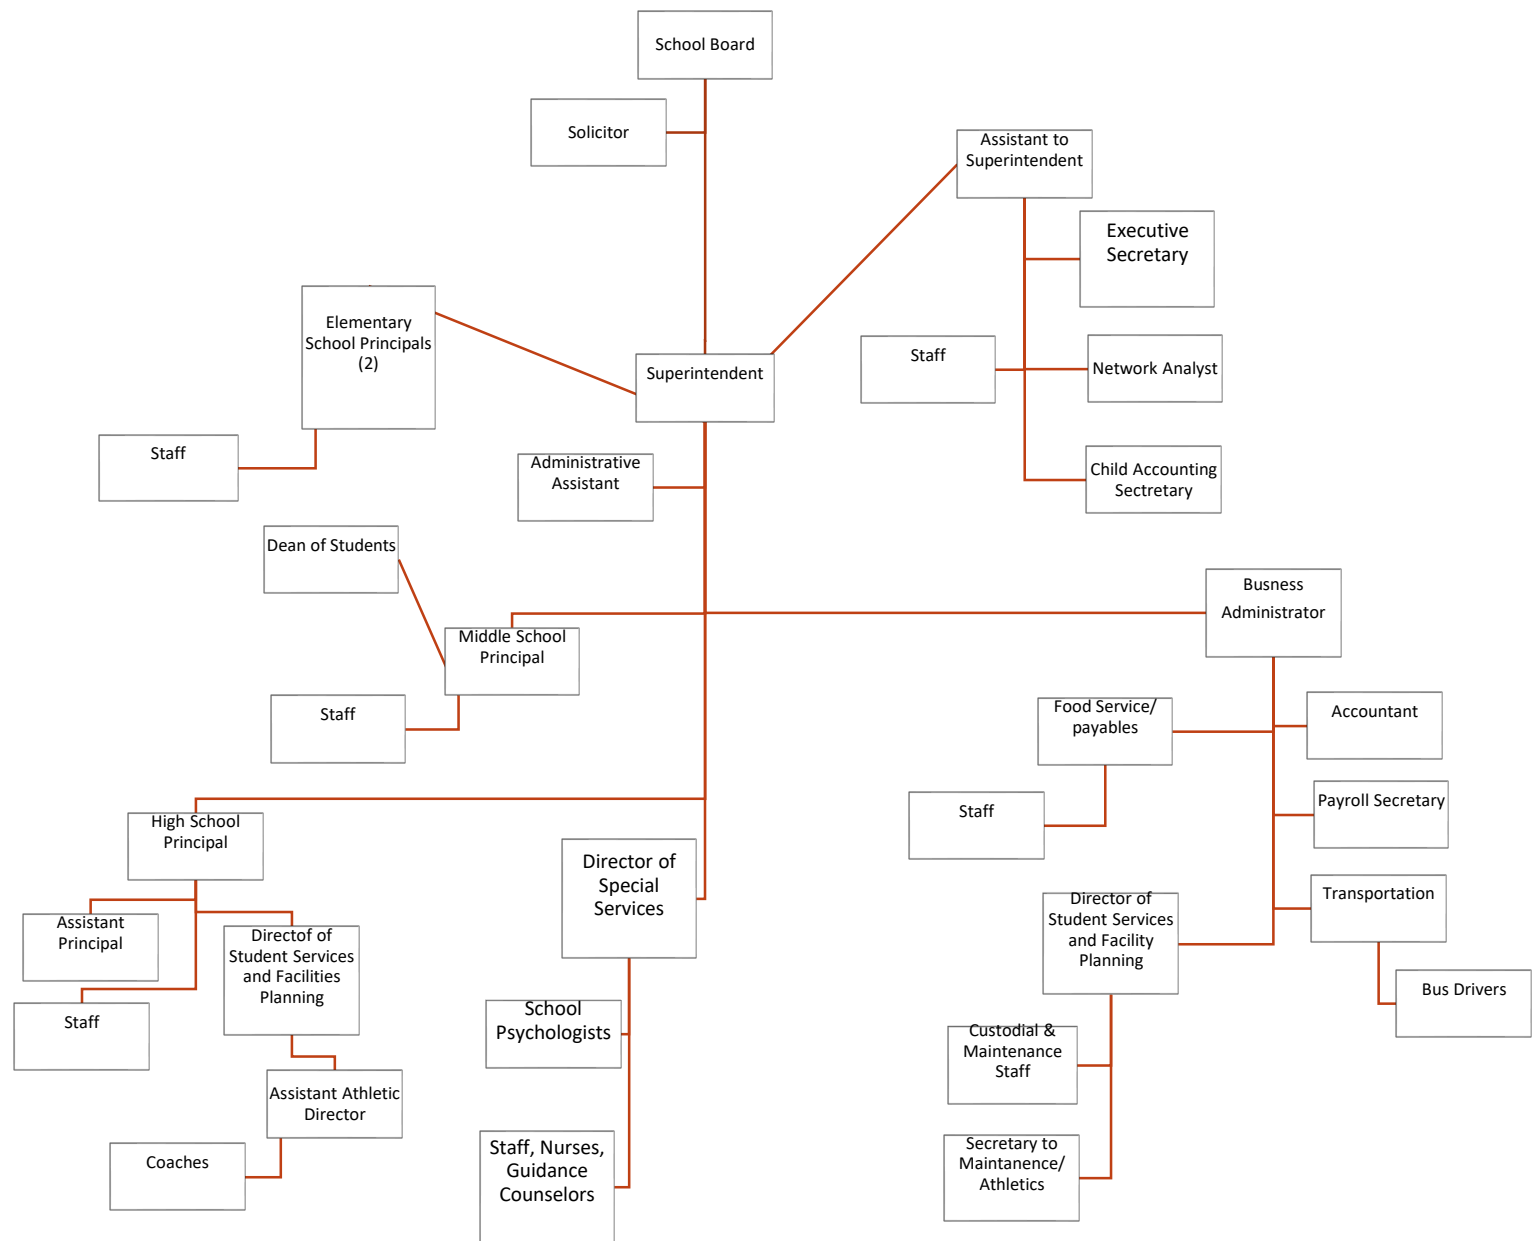 School Board
Solicitor
Assistant to
Superintendent
Executive
Secretary
Elementary
School Principals
(2)
Staff
Network Analyst
Superintendent
Staff
Administrative
Assistant
Child Accounting
Sectretary
Dean of Students
Busness
Administrator
Middle School
Principal
Staff
Food Service/
payables
Accountant
Staff
Payroll Secretary
High School
Principal
Director of
Special
Services
Director of
Student Services
and Facility
Planning
Transportation
Assistant
Principal
Directof of
Student Services
and Facilities
Planning
Bus Drivers
Staff
School
Psychologists
Custodial &
Maintenance
Staff
Assistant Athletic
Director
Coaches
Staff, Nurses,
Guidance
Counselors
Secretary to
Maintanence/
Athletics